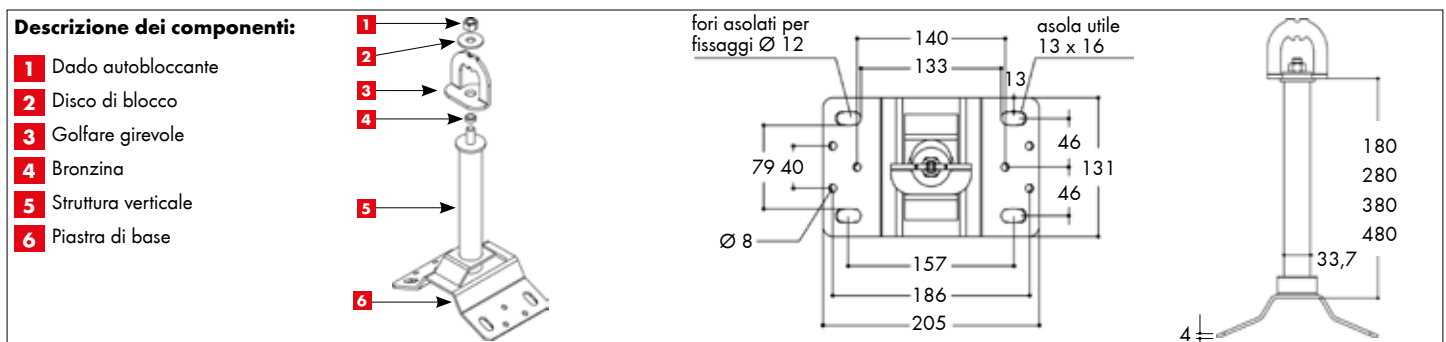 Descrizione dei componenti:
1 Dado autobloccante
2 Disco di blocco
3 Golfare girevole
4 Bronzina
5 Struttura verticale
6 Piastra di base
1
2
3
4
5
6
fori asolati per
fissaggi Ø 12
asola utile
13 x 16
140
133
13
46
79 40
131
46
Ø 8
157
186
205
180
280
380
480
33,7
4